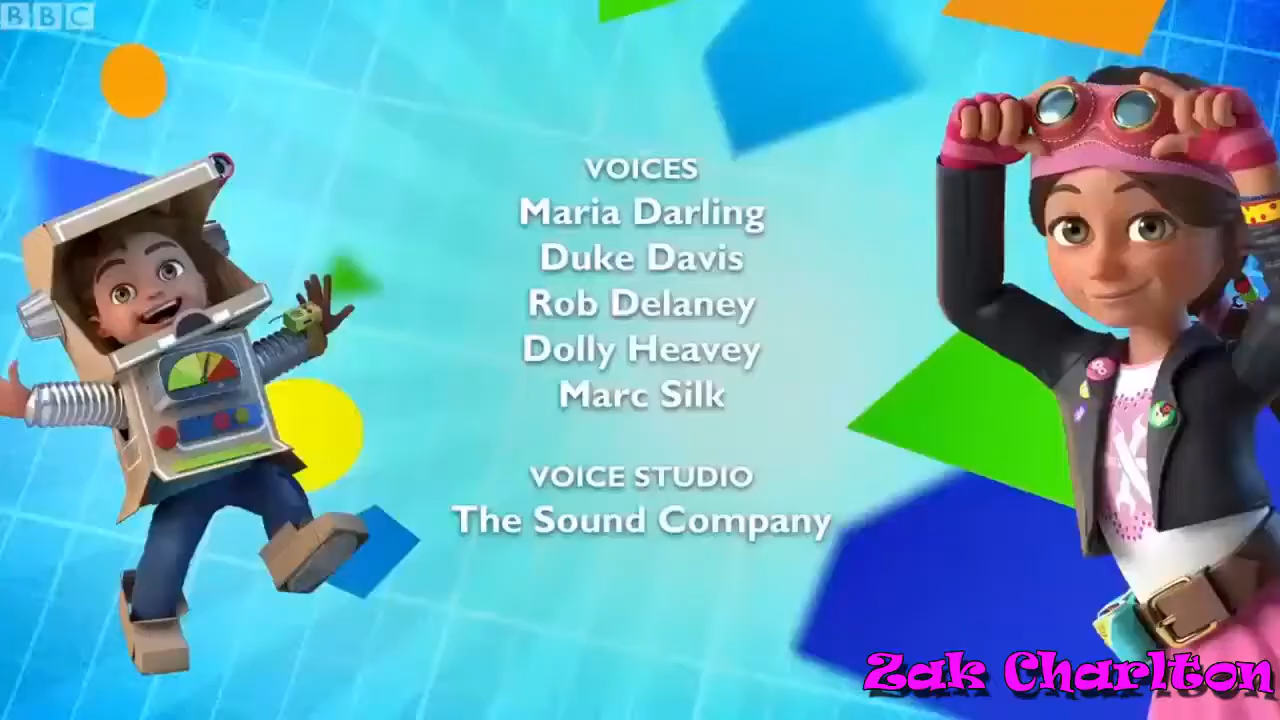 BBC
VOICES
Maria Darling
Duke Davis
Rob Delaney
Dolly Heavey
Marc Silk
VOICE STUDIO
The Sound Company
Zak Charlton